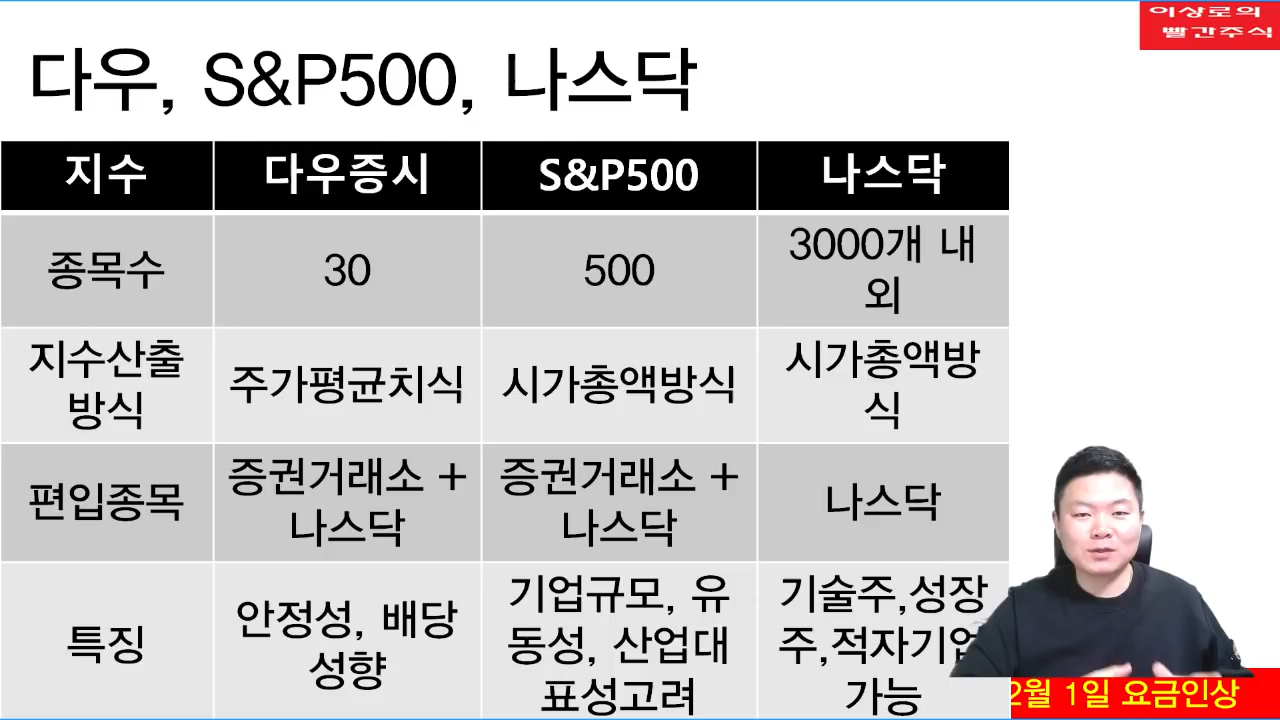 이상로의
빨간주식
다우, S&P500, 나스닥
지수
다우증시
S&P500
나스닥
종목수
30
500
3000개 내
외
지수산출
방식
주가평균치식
시가총액방식
시가총액방
식
편입종목
증권거래소 +
나스닥
증권거래소 +
나스닥
나스닥
특징
안정성, 배당
성향
기업규모, 유
동성, 산업대
표성고려
기술주,성장
주,적자기업
가능
2월 1일 요금인상